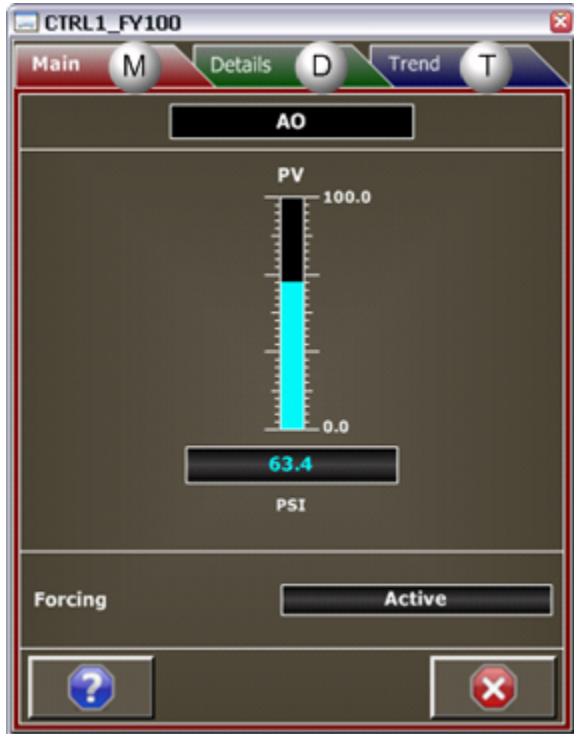 CTRL1_FY100
Main M Details D Trend T
AO
PV
100.0
0.0
63.4
PSI
Forcing Active
?